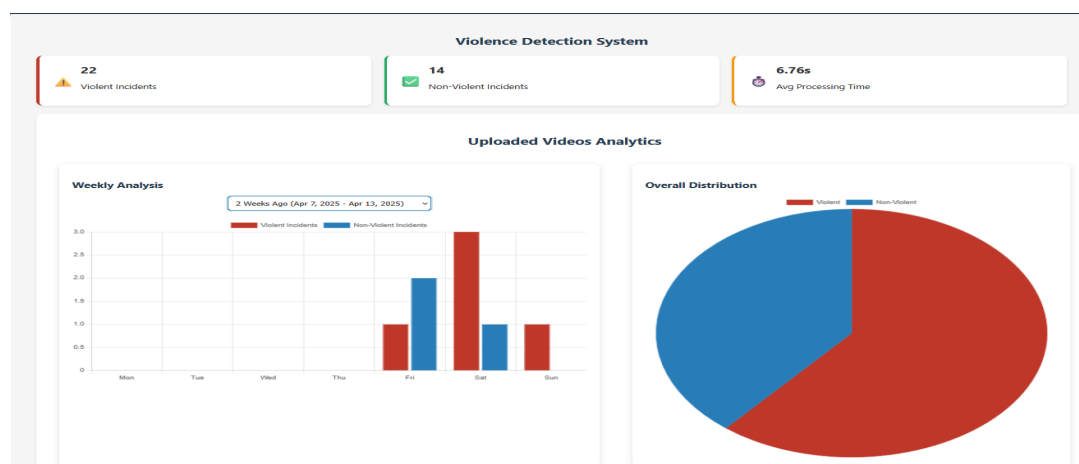 Violence Detection System
22
Violent Incidents
14
Non-Violent Incidents
6.76s
Avg Processing Time
Uploaded Videos Analytics
Weekly Analysis
2 Weeks Ago (Apr 7, 2025 - Apr 13, 2025)
Violent Incidents Non-Violent Incidents
3.0
2.5
2.0
1.5
1.0
0.5
0
Mon Tue Wed Thu Fri Sat Sun
Overall Distribution
Violent Non-Violent